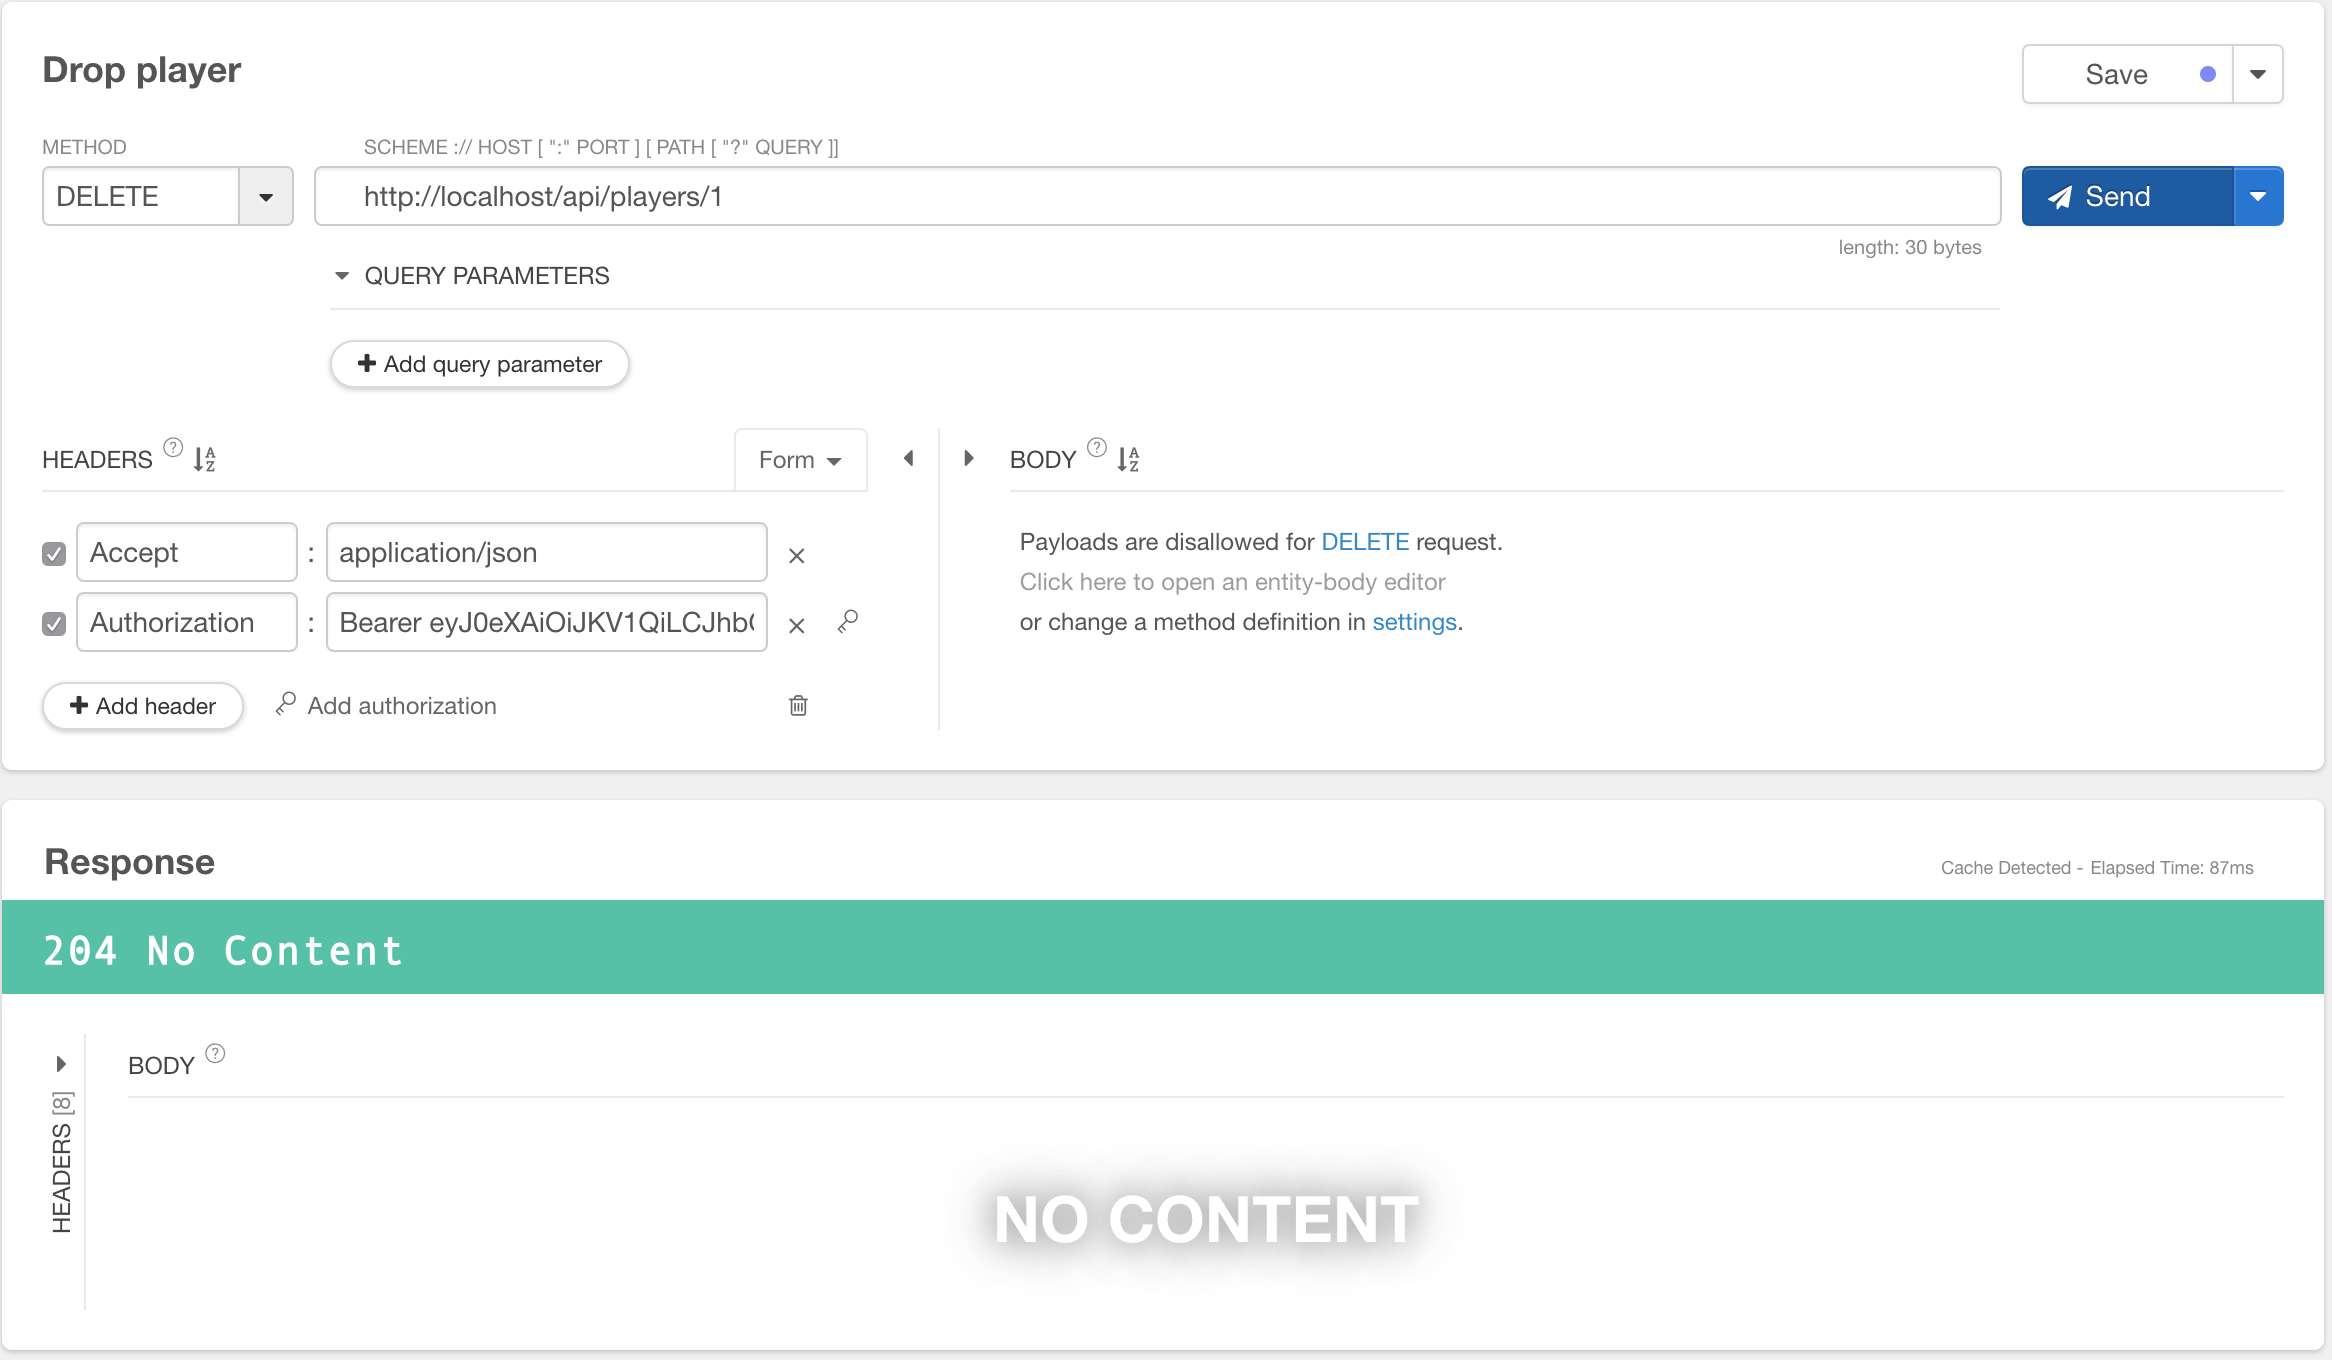 Drop player
Save
METHOD
SCHEME :// HOST [ ":" PORT ] [ PATH [ "?" QUERY ]]
DELETE
http://localhost/api/players/1
Send
length: 30 bytes
QUERY PARAMETERS
+ Add query parameter
HEADERS ? A Z
Form
BODY ? A Z
Accept : application/json ×
Authorization : Bearer eyJ0eXAiOiJKV1QiLCJhb ×
+ Add header
Add authorization
Payloads are disallowed for DELETE request.
Click here to open an entity-body editor
or change a method definition in settings.
Response
Cache Detected - Elapsed Time: 87ms
204 No Content
HEADERS [8]
BODY ?
NO CONTENT